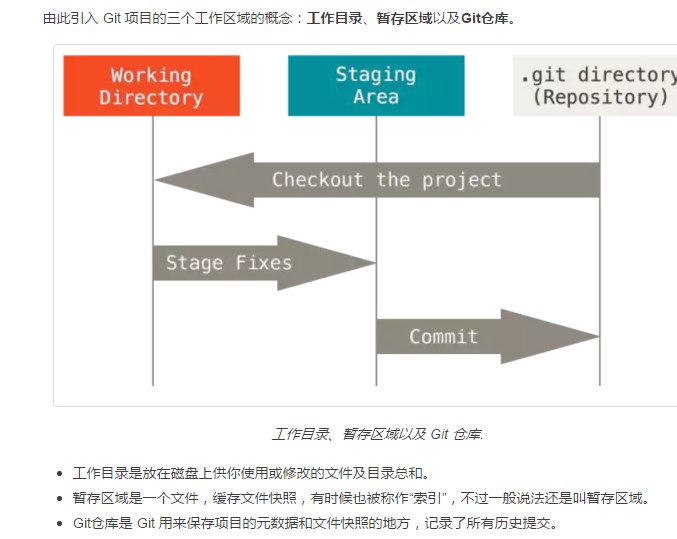 由此引入 Git 项目的三个工作区域的概念：工作目录、暂存区域以及Git仓库。
Working
Directory
Staging
Area
.git directory
(Repository)
Checkout the project
Stage Fixes
Commit
工作目录、暂存区域以及 Git 仓库.
工作目录是放在磁盘上供你使用或修改的文件及目录总和。
暂存区域是一个文件，缓存文件快照，有时候也被称作“索引”，不过一般说法还是叫暂存区域。
Git仓库是 Git 用来保存项目的元数据和文件快照的地方，记录了所有历史提交。